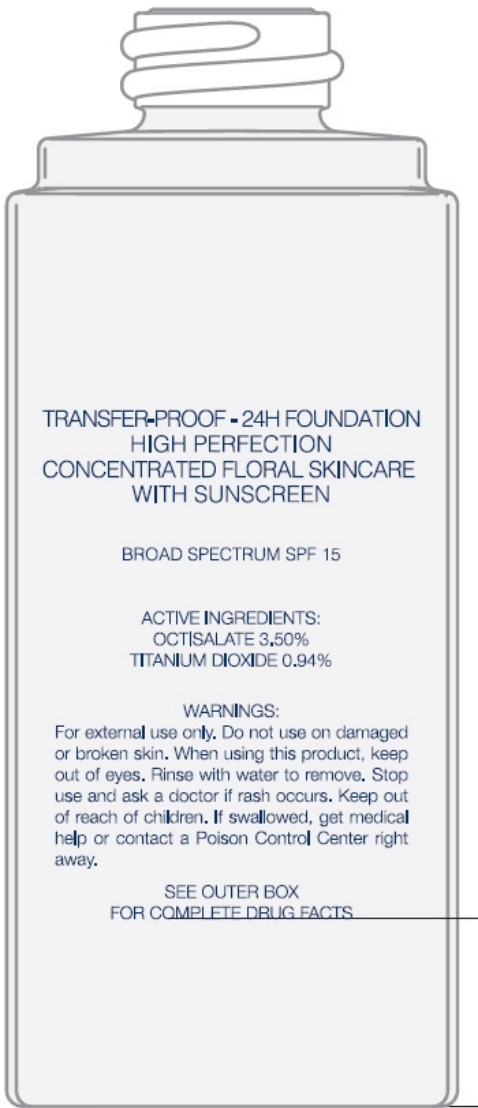 TRANSFER-PROOF - 24H FOUNDATION
HIGH PERFECTION
CONCENTRATED FLORAL SKINCARE
WITH SUNSCREEN
BROAD SPECTRUM SPF 15
ACTIVE INGREDIENTS:
OCTISALATE 3.50%
TITANIUM DIOXIDE 0.94%
WARNINGS:
For external use only. Do not use on damaged
or broken skin. When using this product, keep
out of eyes. Rinse with water to remove. Stop
use and ask a doctor if rash occurs. Keep out
of reach of children. If swallowed, get medical
help or contact a Poison Control Center right
away.
SEE OUTER BOX
FOR COMPLETE DRUG FACTS